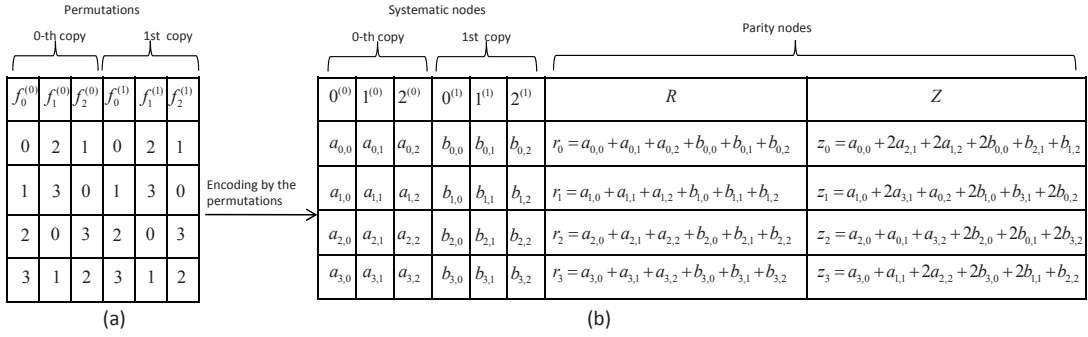 Permutations
0-th copy 1st copy
f_0^{(0)} f_1^{(0)} f_2^{(0)} f_0^{(1)} f_1^{(1)} f_2^{(1)}
0 2 1 0 2 1
1 3 0 1 3 0
2 0 3 2 0 3
3 1 2 3 1 2
(a)
Encoding by the
permutations
Systematic nodes
0-th copy 1st copy
Parity nodes
0^{(0)} 1^{(0)} 2^{(0)} 0^{(1)} 1^{(1)} 2^{(1)} R Z
a_{0,0} a_{0,1} a_{0,2} b_{0,0} b_{0,1} b_{0,2} r_0 = a_{0,0} + a_{0,1} + a_{0,2} + b_{0,0} + b_{0,1} + b_{0,2} z_0 = a_{0,0} + 2a_{2,1} + 2a_{1,2} + 2b_{0,0} + b_{2,1} + b_{1,2}
a_{1,0} a_{1,1} a_{1,2} b_{1,0} b_{1,1} b_{1,2} r_1 = a_{1,0} + a_{1,1} + a_{1,2} + b_{1,0} + b_{1,1} + b_{1,2} z_1 = a_{1,0} + 2a_{3,1} + a_{0,2} + 2b_{1,0} + b_{3,1} + 2b_{0,2}
a_{2,0} a_{2,1} a_{2,2} b_{2,0} b_{2,1} b_{2,2} r_2 = a_{2,0} + a_{2,1} + a_{2,2} + b_{2,0} + b_{2,1} + b_{2,2} z_2 = a_{2,0} + a_{0,1} + a_{3,2} + 2b_{2,0} + 2b_{0,1} + 2b_{3,2}
a_{3,0} a_{3,1} a_{3,2} b_{3,0} b_{3,1} b_{3,2} r_3 = a_{3,0} + a_{3,1} + a_{3,2} + b_{3,0} + b_{3,1} + b_{3,2} z_3 = a_{3,0} + a_{1,1} + 2a_{2,2} + 2b_{3,0} + 2b_{1,1} + b_{2,2}
(b)